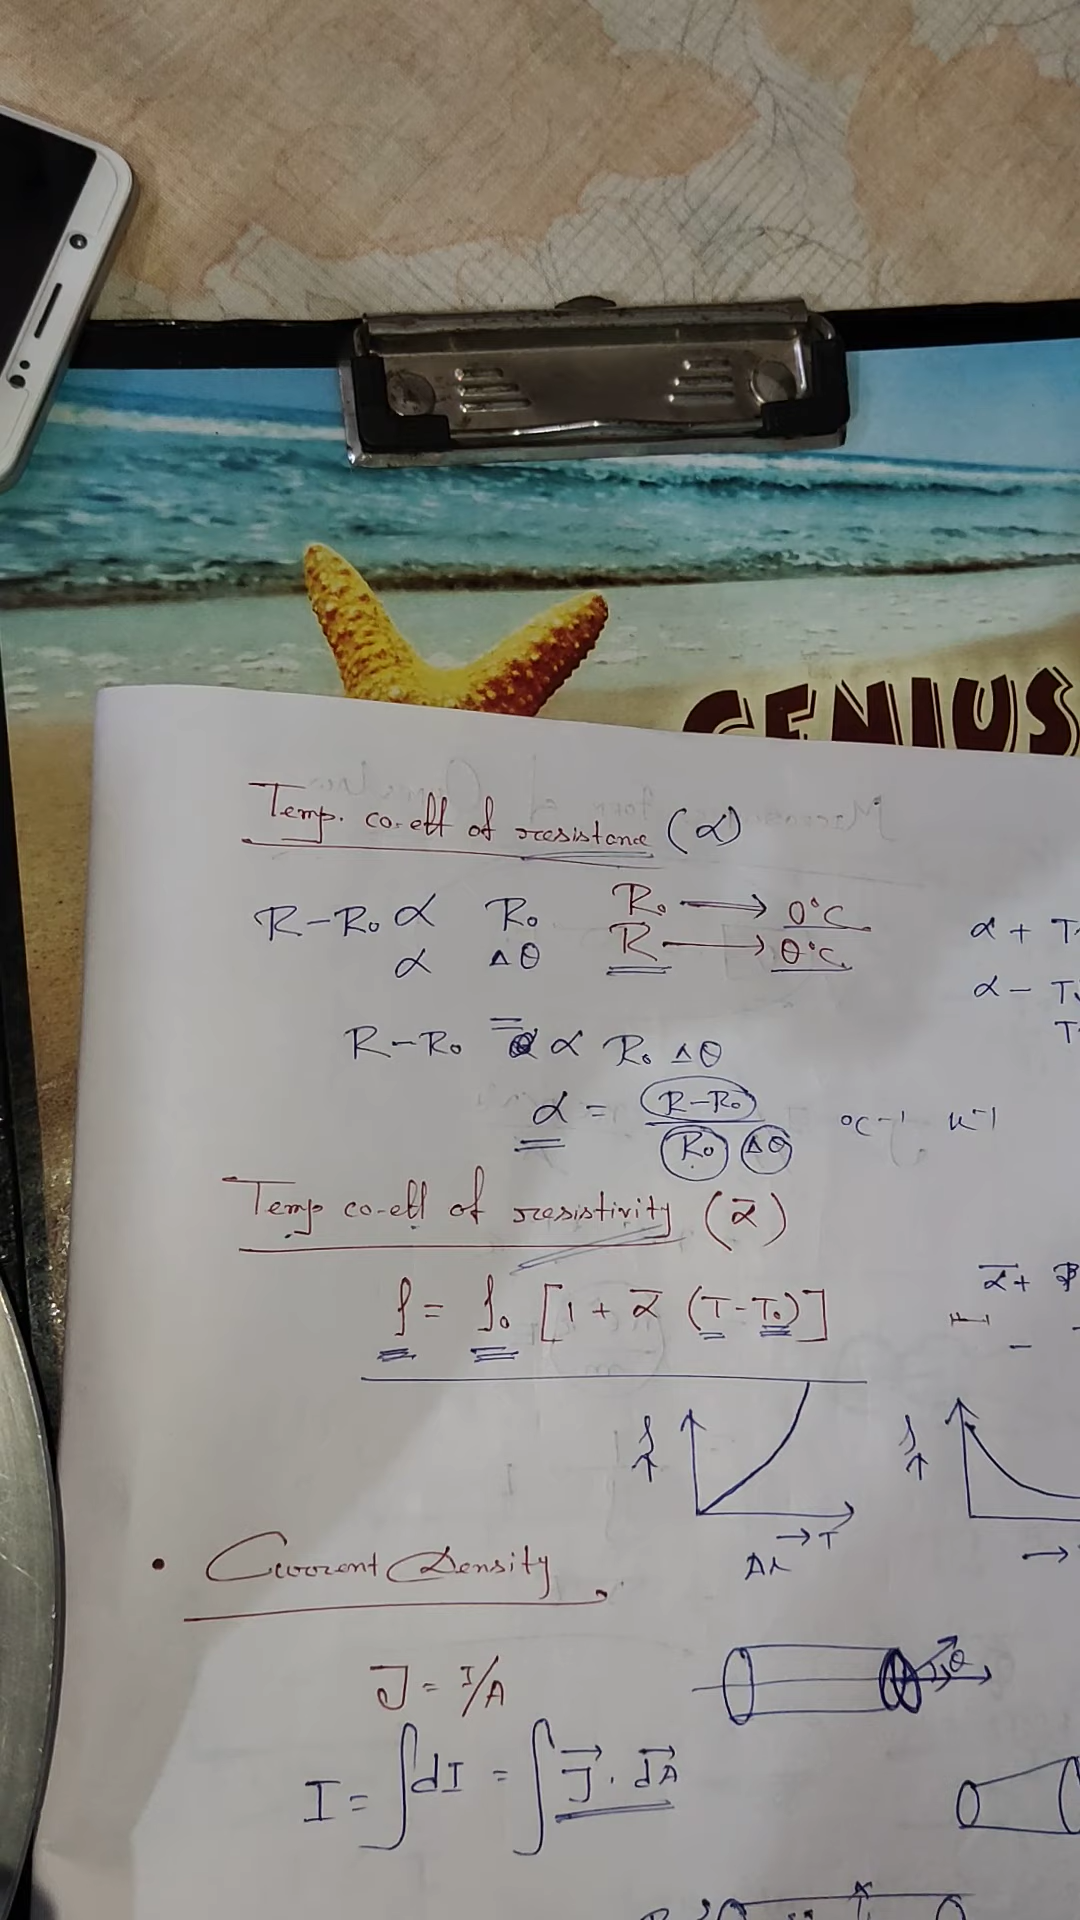 GENIUS
Temp. co-eff of resistance (α)
R-R₀ ∝ R₀ R₀ → 0°C
∝ Δθ R → θ°C.
α +
α -
R-R₀ = α R₀ Δθ
α = (R-R₀) / (R₀ Δθ) °C⁻¹ K⁻¹
Temp co-eff of resistivity (ᾱ)
ρ = ρ₀ [1 + ᾱ (T-T₀)]
ᾱ +
-
ρ ↑ → T
ρ ↑ →
• Current Density
J = I/A
θ
I = ∫dI = ∫J⃗ . dA⃗